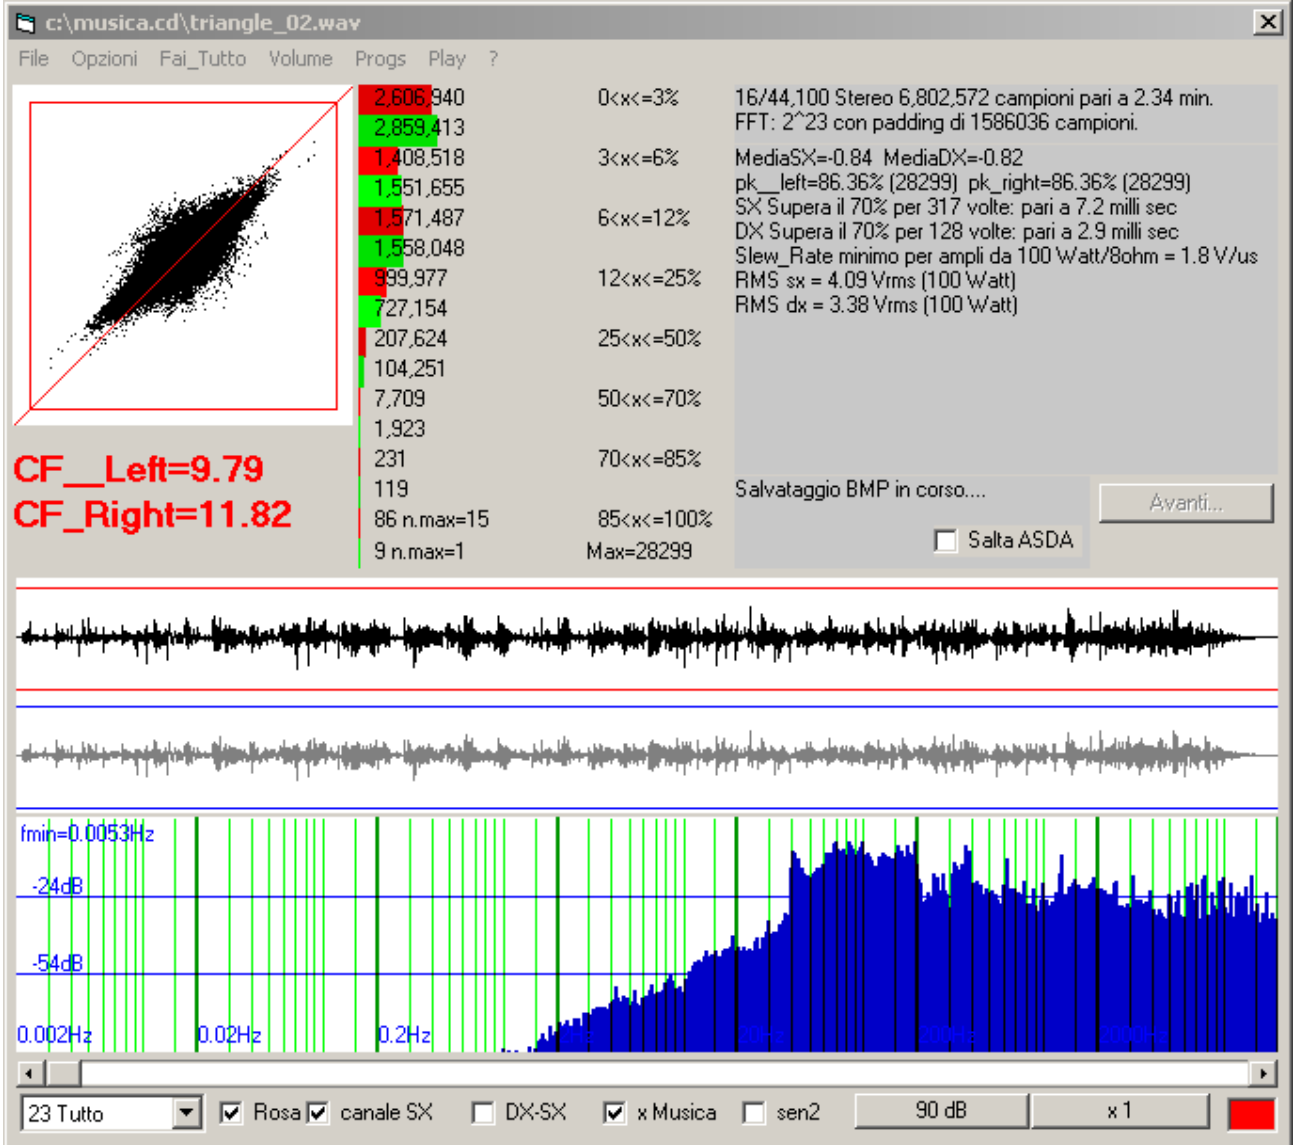 c:\musica.cd\triangle_02.wav
File Opzioni Fai_Tutto Volume Progs Play ?
2,606,940 0<x<=3%
2,859,413
1,408,518 3<x<=6%
1,551,655
1,571,487 6<x<=12%
1,558,048
999,977 12<x<=25%
727,154
207,624 25<x<=50%
104,251
7,709 50<x<=70%
1,923
231 70<x<=85%
119
86 n.max=15 85<x<=100%
9 n.max=1 Max=28299
16/44,100 Stereo 6,802,572 campioni pari a 2.34 min.
FFT: 2^23 con padding di 1586036 campioni.
MediaSX=-0.84 MediaDX=-0.82
pk__left=86.36% (28299) pk_right=86.36% (28299)
SX Supera il 70% per 317 volte: pari a 7.2 milli sec
DX Supera il 70% per 128 volte: pari a 2.9 milli sec
Slew_Rate minimo per ampli da 100 Watt/8ohm = 1.8 V/us
RMS sx = 4.09 Vrms (100 Watt)
RMS dx = 3.38 Vrms (100 Watt)
CF__Left=9.79
CF_Right=11.82
Salvataggio BMP in corso....
Avanti...
Salta ASDA
fmin=0.0053Hz
-24dB
-54dB
0.002Hz 0.02Hz 0.2Hz 20Hz 200Hz 2000Hz
23 Tutto Rosa canale SX DX-SX x Musica sen2 90 dB x 1